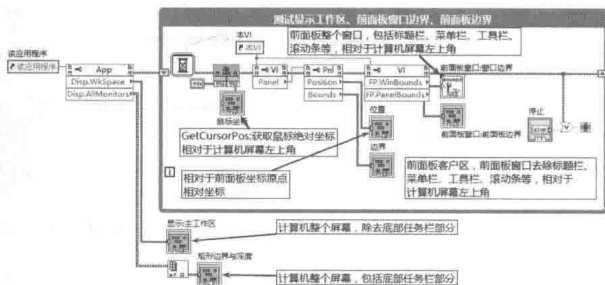 测试显示工作区、前面板窗口边界、前面板边界
前面板整个窗口,包括标题栏、菜单栏、工具栏、
滚动条等,相对于计算机屏幕左上角
本VI
本VI
该应用程序
该应用程序
App
Disp.WkSpace
Disp.AllMonitors
VI
Panel
Pnl
Position
Bounds
VI
FP.WinBounds
FP.PanelBounds
前面板窗口:窗口边界
前面板窗口:前面板边界
停止
鼠标坐标
GetCursorPos:获取鼠标绝对坐标
相对于计算机屏幕左上角
位置
边界
相对于前面板坐标原点
相对坐标
前面板客户区,前面板窗口去除标题栏、
菜单栏、工具栏、滚动条等,相对于
计算机屏幕左上角
i
显示:主工作区
计算机整个屏幕,除去底部任务栏部分
矩形边界与深度
计算机整个屏幕,包括底部任务栏部分